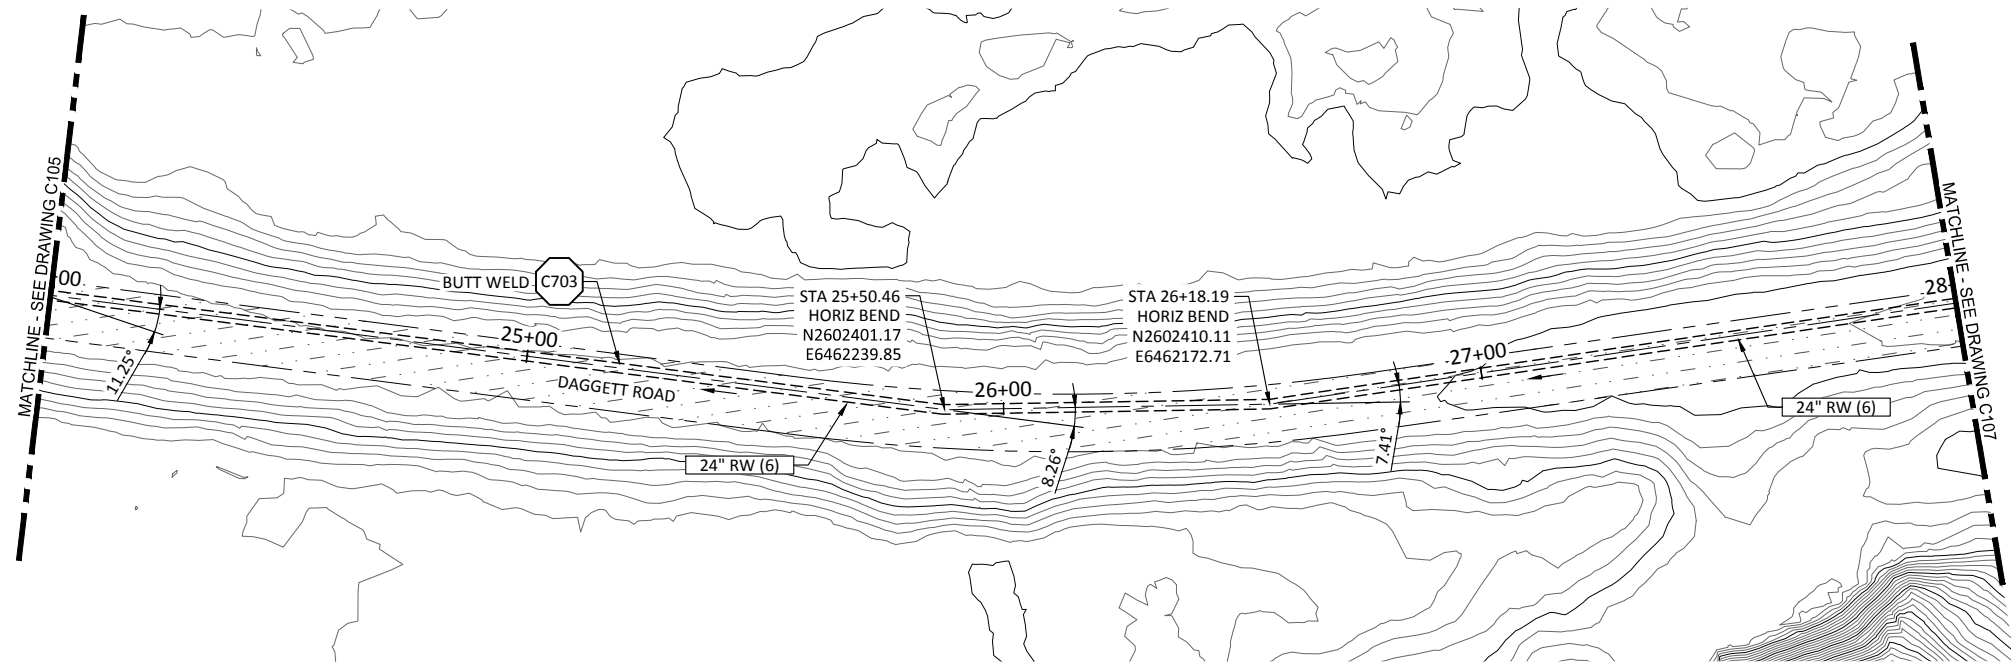 MATCHLINE - SEE DRAWING C105
00
11.25°
BUTT WELD
C703
25+00
DAGGETT ROAD
24" RW (6)
STA 25+50.46
HORIZ BEND
N2602401.17
E6462239.85
26+00
8.26°
STA 26+18.19
HORIZ BEND
N2602410.11
E6462172.71
7.41°
27+00
24" RW (6)
28
MATCHLINE - SEE DRAWING C107